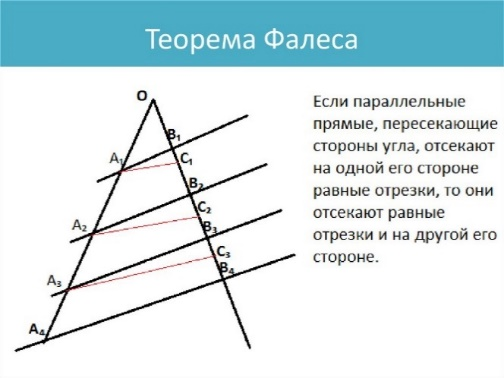 Теорема Фалеса
O
B₁
A₁
C₁
B₂
C₂
A₂
B₃
C₃
A₃
B₄
A₄
Если параллельные
прямые, пересекающие
стороны угла, отсекают
на одной его стороне
равные отрезки, то они
отсекают равные
отрезки и на другой его
стороне.